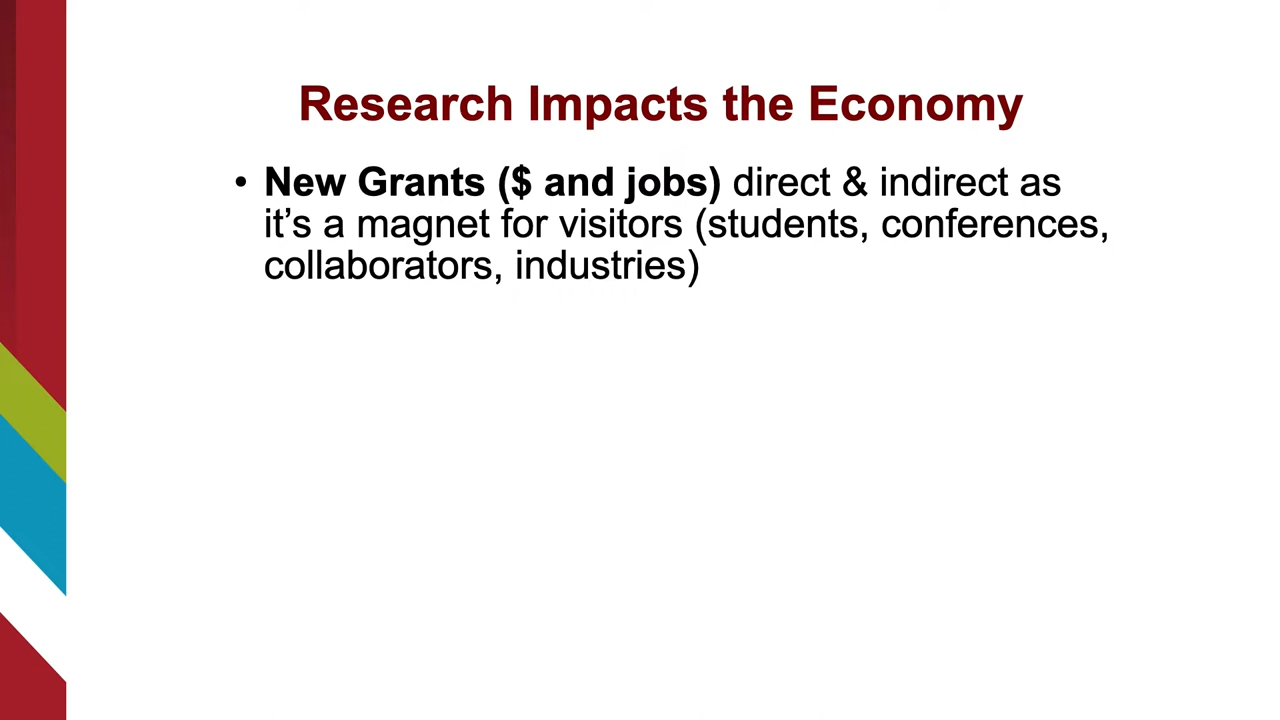 Research Impacts the Economy
• New Grants ($ and jobs) direct & indirect as
it’s a magnet for visitors (students, conferences,
collaborators, industries)